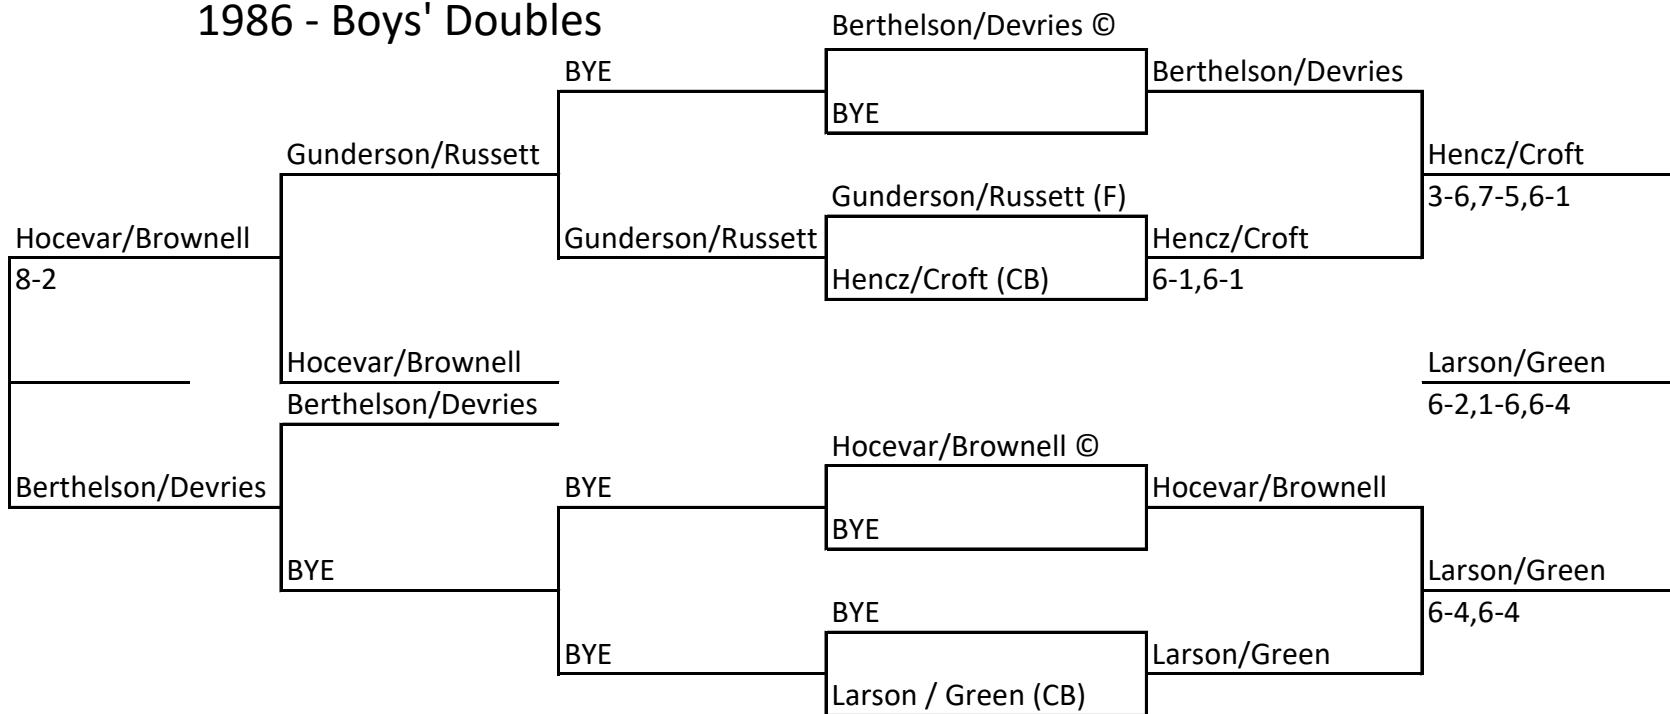 1986 - Boys' Doubles
Berthelson/Devries ©
BYE
Berthelson/Devries
BYE
Gunderson/Russett
Hencz/Croft
Gunderson/Russett (F)
3-6,7-5,6-1
Hocevar/Brownell
Gunderson/Russett
Hencz/Croft
8-2
Hencz/Croft (CB)
6-1,6-1
Hocevar/Brownell
Larson/Green
Berthelson/Devries
6-2,1-6,6-4
Hocevar/Brownell ©
Berthelson/Devries
BYE
Hocevar/Brownell
BYE
BYE
Larson/Green
BYE
6-4,6-4
BYE
Larson/Green
Larson / Green (CB)